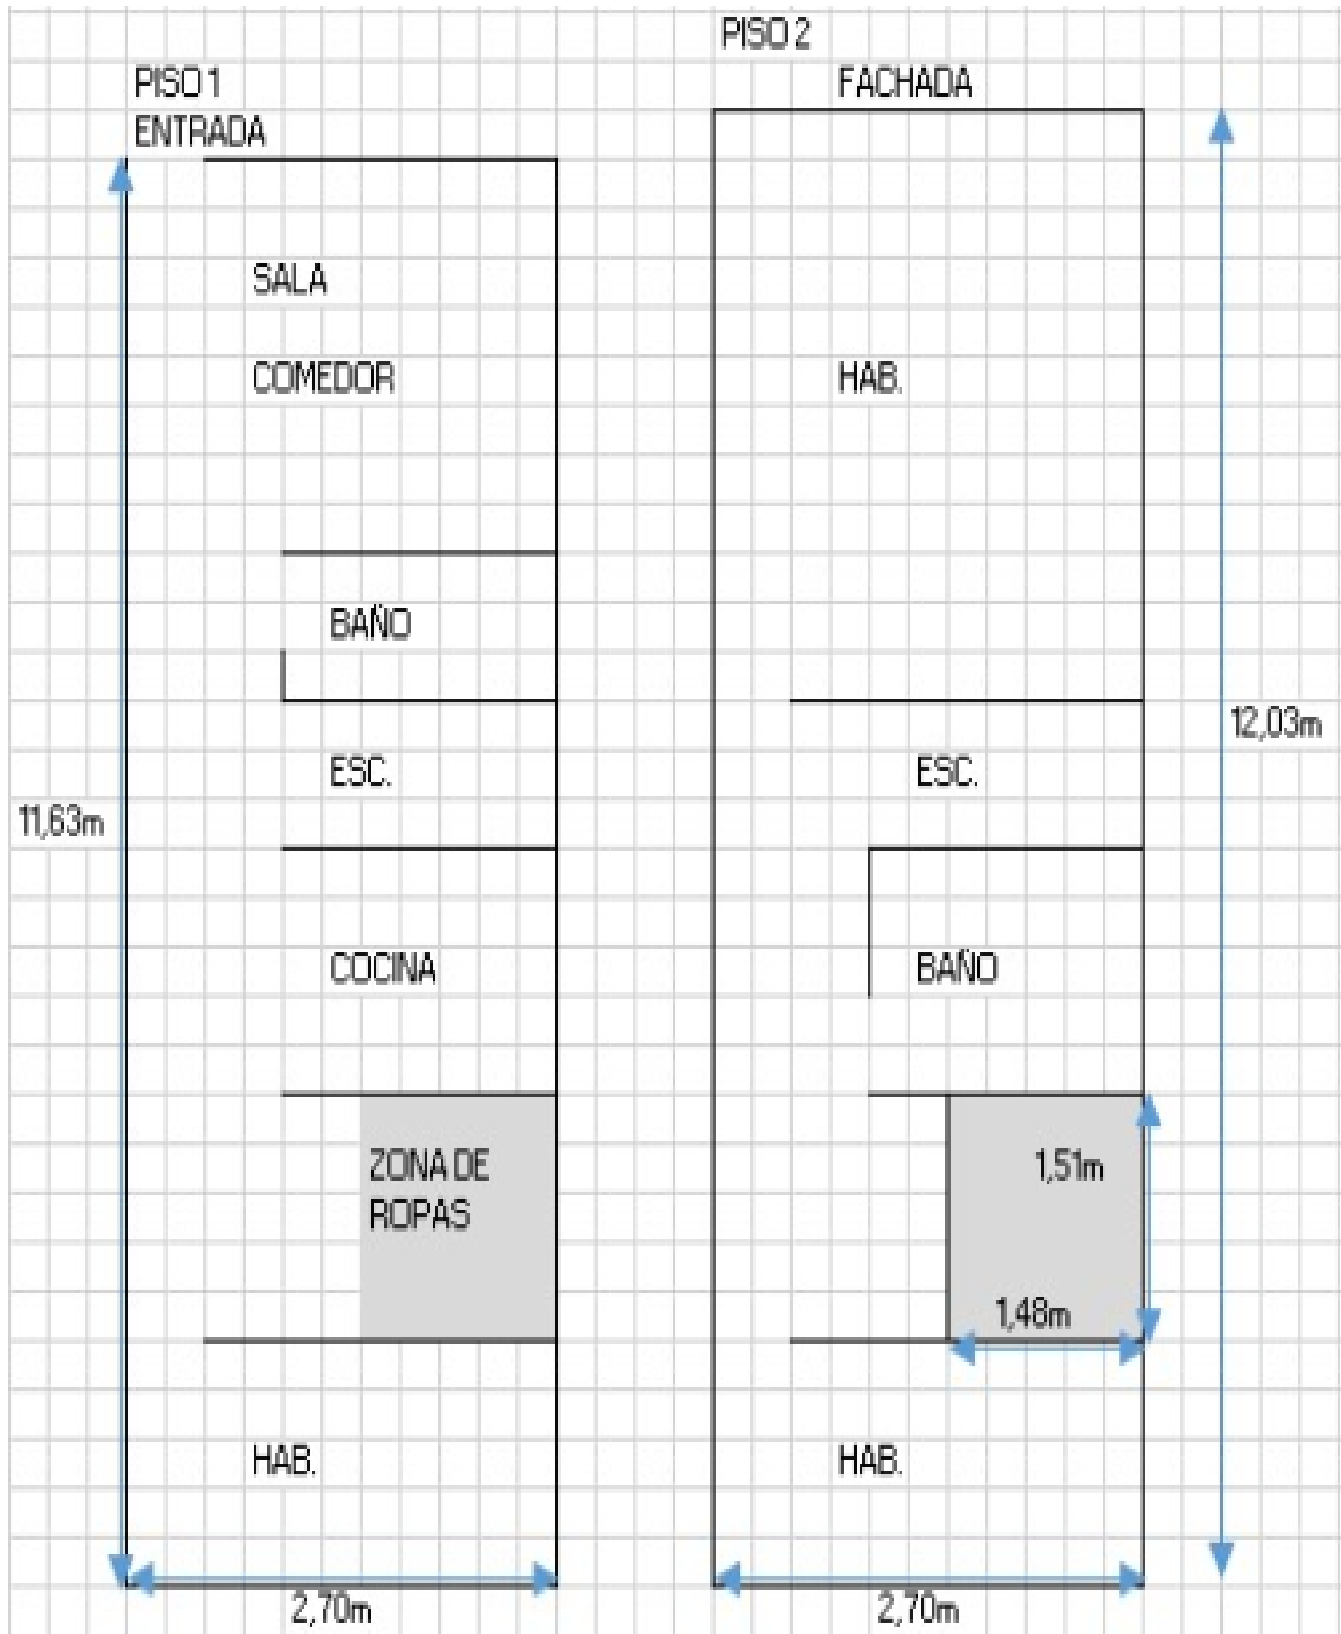 PISO 1
ENTRADA
SALA
COMEDOR
BAÑO
ESC.
11,63m
COCINA
ZONA DE
ROPAS
HAB.
2,70m
PISO 2
FACHADA
HAB.
12,03m
ESC.
BAÑO
1,51m
1,48m
HAB.
2,70m